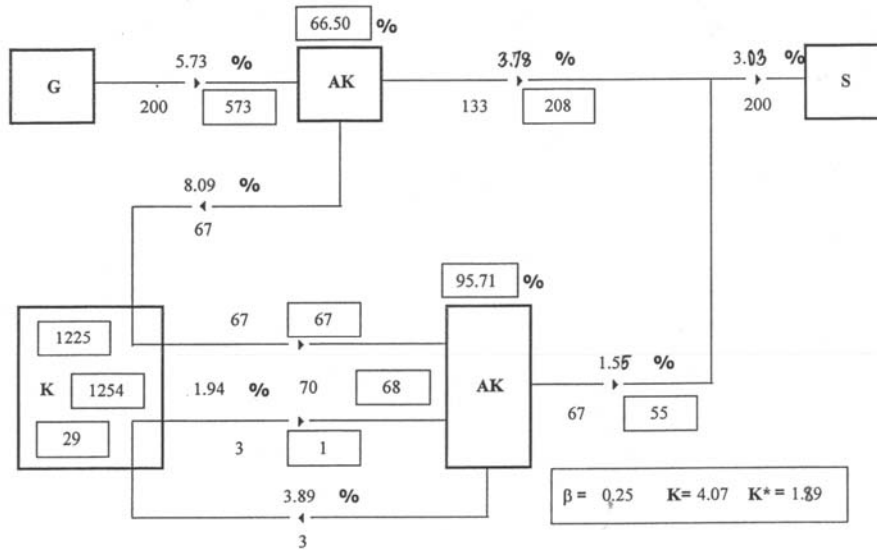 66.50 %
5.73 % 3.78 % 3.03 %
G AK S
200 573 133 208 200
8.09 %
67
95.71 %
1225 67 67
K 1254 1.94 % 70 68 AK 1.55 %
67 55
29 3 1
3.89 %
3
β = 0.25 K= 4.07 K* = 1.89